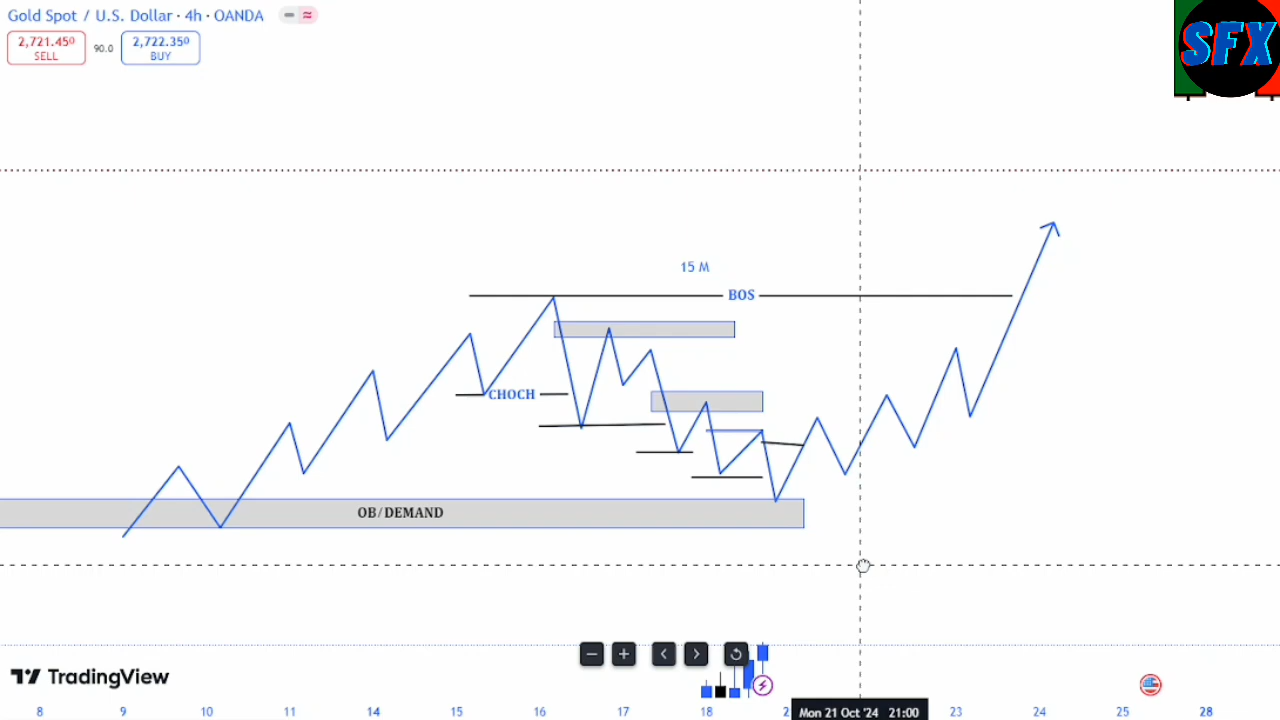 Gold Spot / U.S. Dollar · 4h · OANDA
2,721.450
SELL
90.0
2,722.350
BUY
SFX
15 M
BOS
CHOCH
OB/DEMAND
TradingView
8 9 10 11 14 15 16 17 18 2 Mon 21 Oct '24 21:00 23 24 25 28